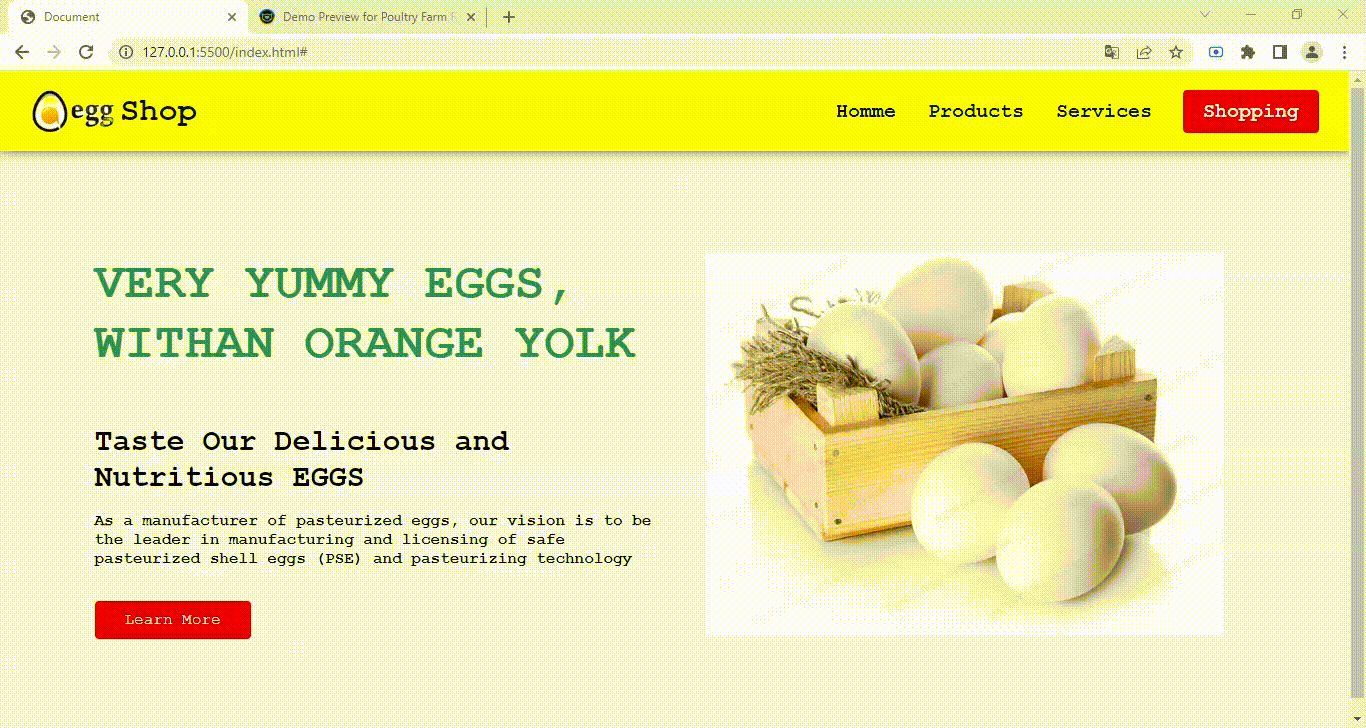 Document
Demo Preview for Poultry Farm
127.0.0.1:5500/index.html#
egg Shop
Homme
Products
Services
Shopping
VERY YUMMY EGGS,
WITHAN ORANGE YOLK
Taste Our Delicious and
Nutritious EGGS
As a manufacturer of pasteurized eggs, our vision is to be
the leader in manufacturing and licensing of safe
pasteurized shell eggs (PSE) and pasteurizing technology
Learn More